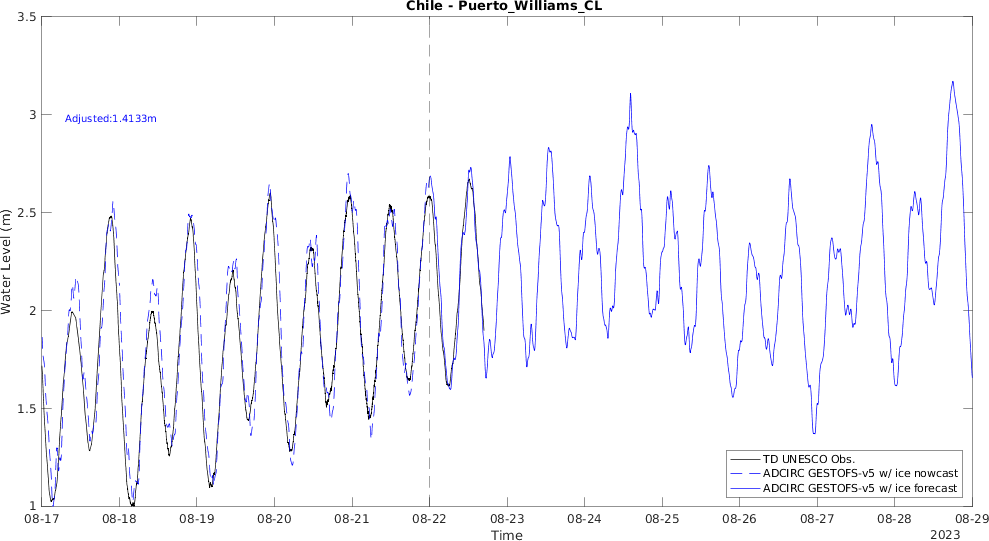 Chile - Puerto_Williams_CL
3.5
3
2.5
2
1.5
1
Water Level (m)
Adjusted:1.4133m
TD UNESCO Obs.
ADCIRC GESTOFS-v5 w/ ice nowcast
ADCIRC GESTOFS-v5 w/ ice forecast
08-17 08-18 08-19 08-20 08-21 08-22 08-23 08-24 08-25 08-26 08-27 08-28 08-29
Time
2023